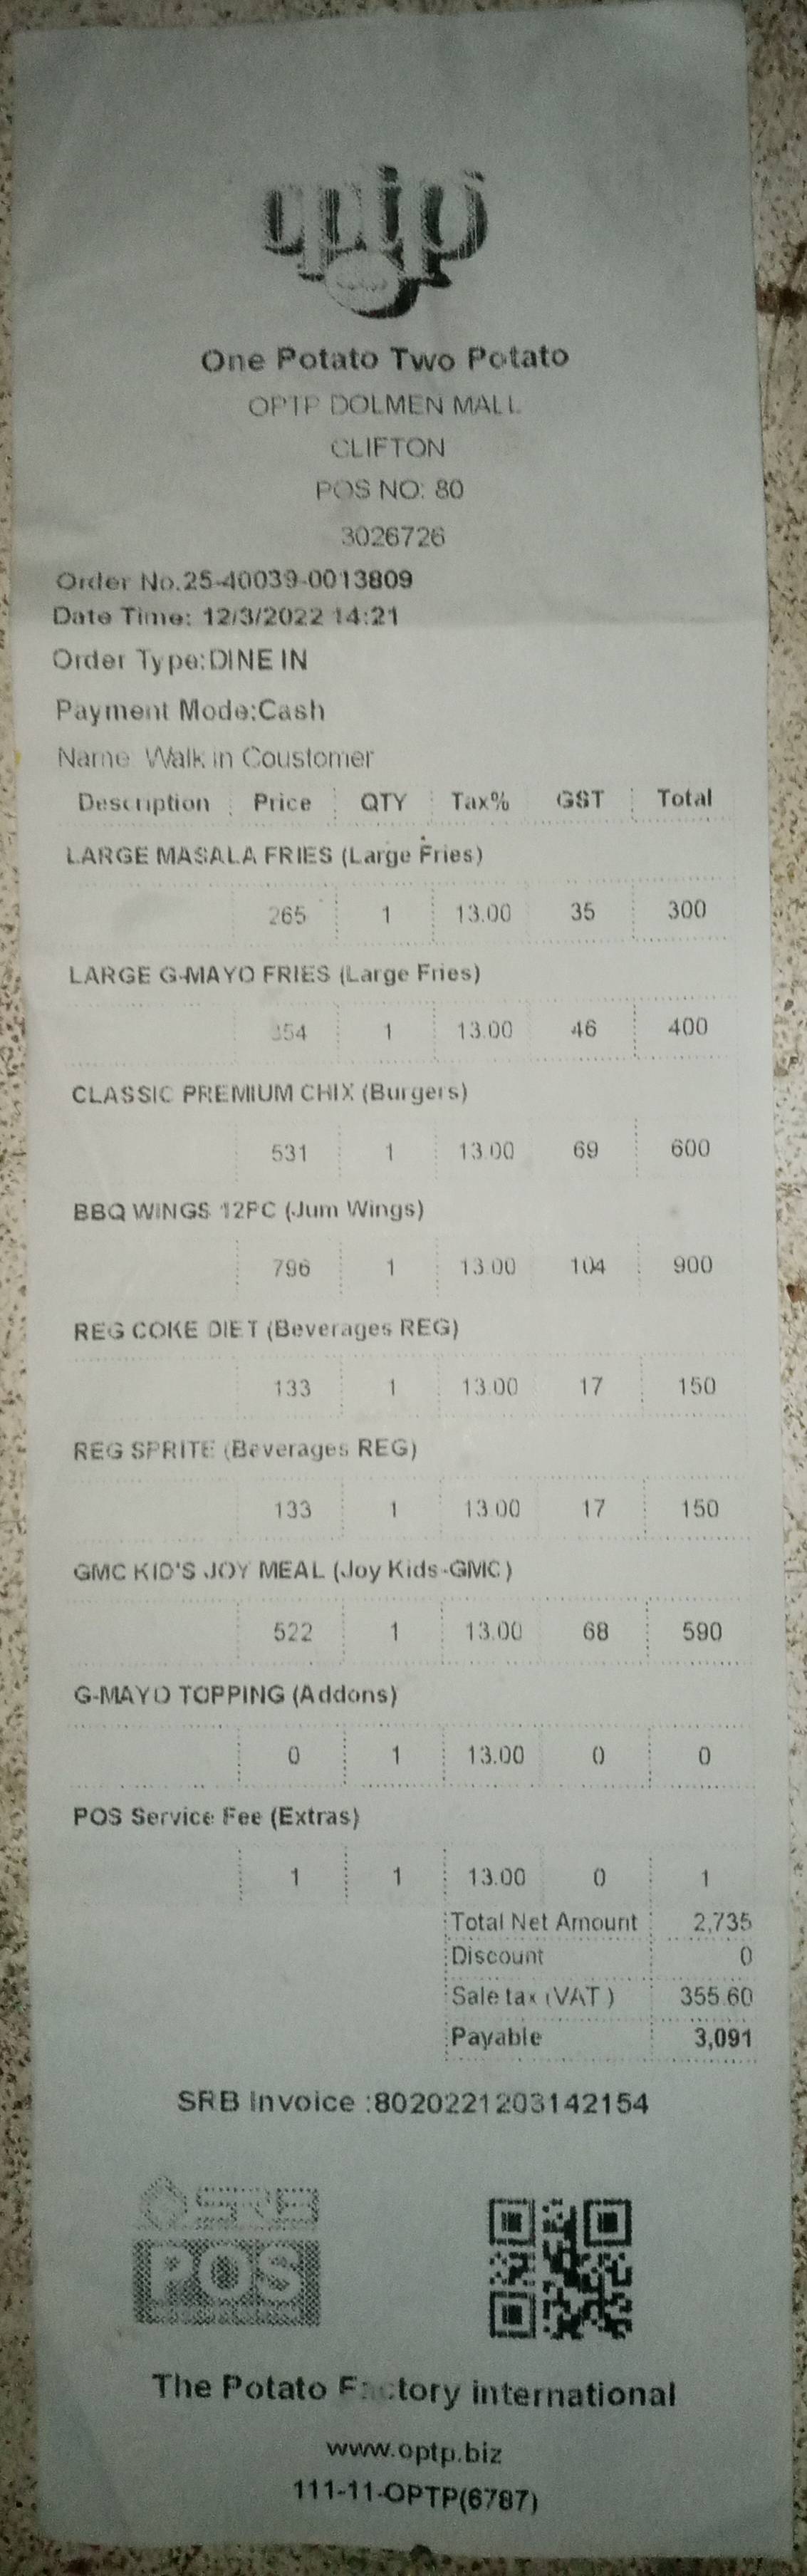 One Potato Two Potato
OPTP DOLMEN MALL
CLIFTON
POS NO: 80
3026726
Order No.25-40039-0013809
Date Time: 12/3/2022 14:21
Order Type:DINE IN
Payment Mode:Cash
Name Walk in Coustomer
Description Price QTY Tax% GST Total
LARGE MASALA FRIES (Large Fries)
265 1 13.00 35 300
LARGE G-MAYO FRIES (Large Fries)
354 1 13.00 46 400
CLASSIC PREMIUM CHIX (Burgers)
531 1 13.00 69 600
BBQ WINGS 12PC (Jum Wings)
796 1 13.00 104 900
REG COKE DIET (Beverages REG)
133 1 13.00 17 150
REG SPRITE (Beverages REG)
133 1 13.00 17 150
GMC KID'S JOY MEAL (Joy Kids-GMC)
522 1 13.00 68 590
G-MAYO TOPPING (Addons)
0 1 13.00 0 0
POS Service Fee (Extras)
1 1 13.00 0 1
Total Net Amount 2,735
Discount 0
Sale tax (VAT ) 355.60
Payable 3,091
SRB Invoice :8020221203142154
SRB
POS
The Potato Factory international
www.optp.biz
111-11-OPTP(6787)